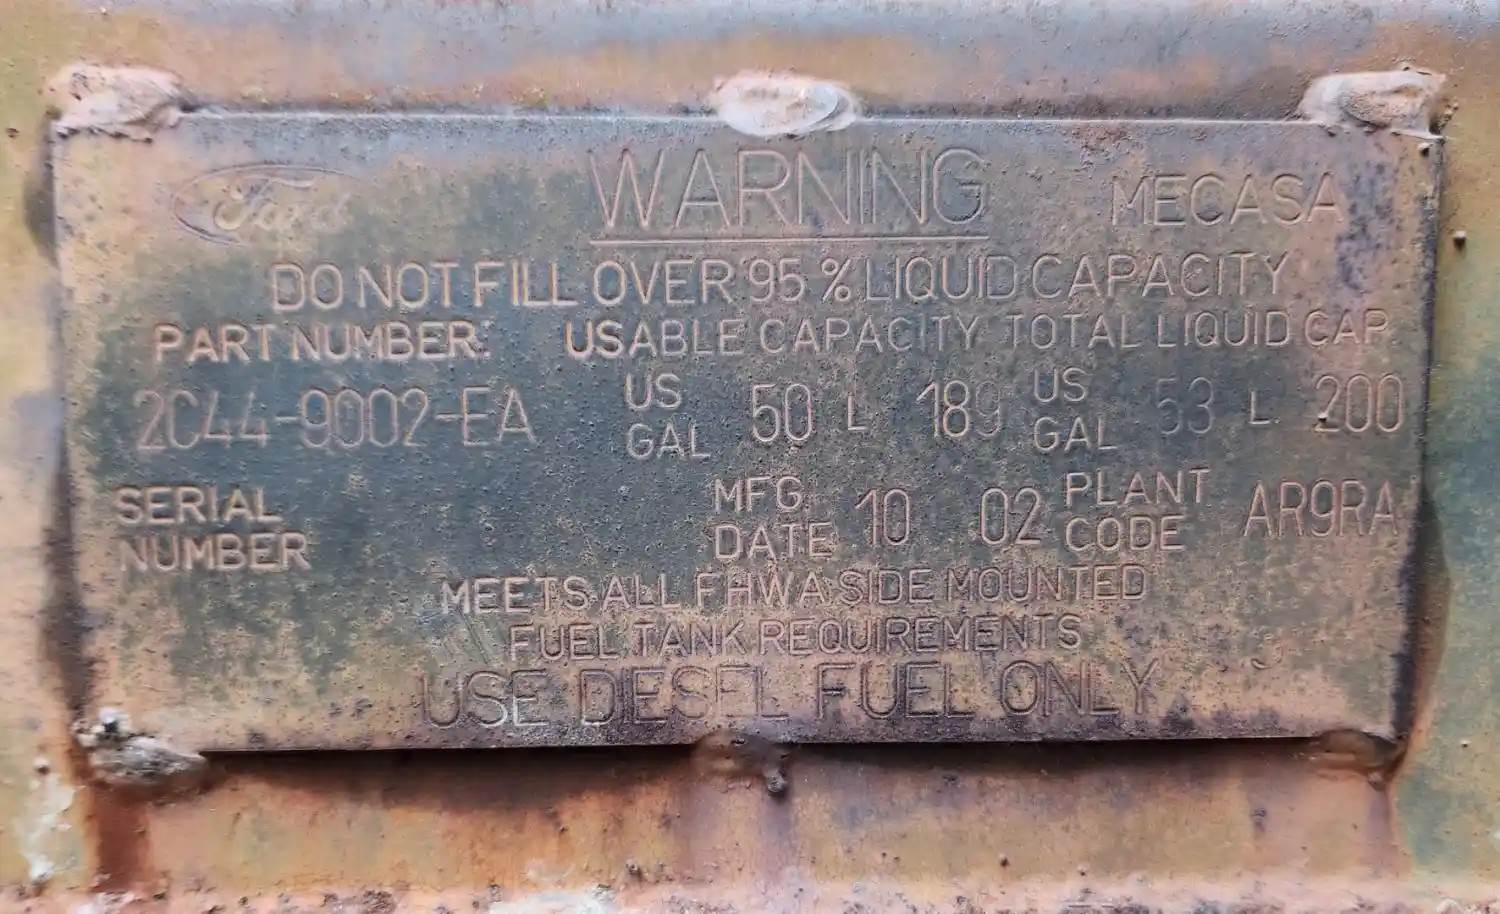 Ford WARNING MECASA
DO NOT FILL OVER 95 % LIQUID CAPACITY
PART NUMBER: USABLE CAPACITY TOTAL LIQUID CAP.
2C44-9002-EA US GAL 50 L 189 US GAL 53 L. 200
SERIAL NUMBER MFG. DATE 10 02 PLANT CODE AR9RA
MEETS ALL FHWA SIDE MOUNTED
FUEL TANK REQUIREMENTS
USE DIESEL FUEL ONLY